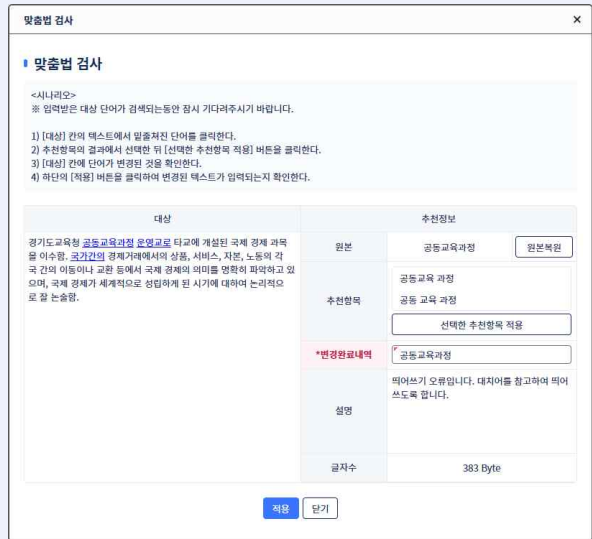 맞춤법 검사
×
맞춤법 검사
<시나리오>
※ 입력받은 대상 단어가 검색되는동안 잠시 기다려주시기 바랍니다.
1) [대상] 칸의 텍스트에서 밑줄쳐진 단어를 클릭한다.
2) 추천항목의 결과에서 선택한 뒤 [선택한 추천항목 적용] 버튼을 클릭한다.
3) [대상] 칸에 단어가 변경된 것을 확인한다.
4) 하단의 [적용] 버튼을 클릭하여 변경된 텍스트가 입력되는지 확인한다.
대상
추천정보
경기도교육청 공동교육과정 운영교로 타교에 개설된 국제 경제 과목
을 이수함. 국가간의 경제거래에서의 상품, 서비스, 자본, 노동의 각
국 간의 이동이나 교환 등에서 국제 경제의 의미를 명확히 파악하고 있
으며, 국제 경제가 세계적으로 성립하게 된 시기에 대하여 논리적으
로 잘 논술함.
원본
공동교육과정
원본복원
추천항목
공동교육 과정
공동 교육 과정
선택한 추천항목 적용
*변경완료내역
공동교육과정
설명
띄어쓰기 오류입니다. 대치어를 참고하여 띄어
쓰도록 합니다.
글자수
383 Byte
적용
닫기